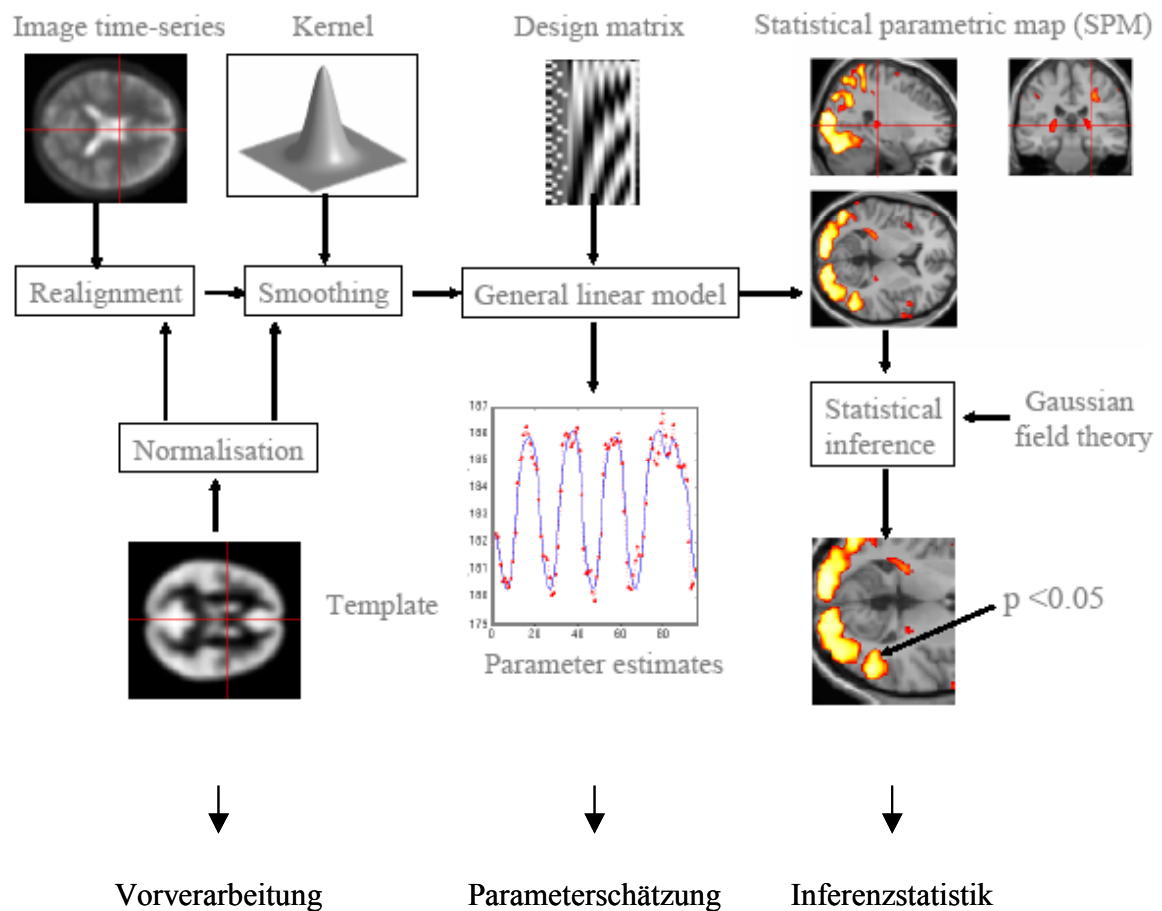 Image time-series
Kernel
Design matrix
Statistical parametric map (SPM)
Realignment
Smoothing
General linear model
Normalisation
Statistical
inference
Gaussian
field theory
187
186
195
184
183
182
181
180
179
0
20
40
60
80
Template
Parameter estimates
p <0.05
Vorverarbeitung
Parameterschätzung
Inferenzstatistik